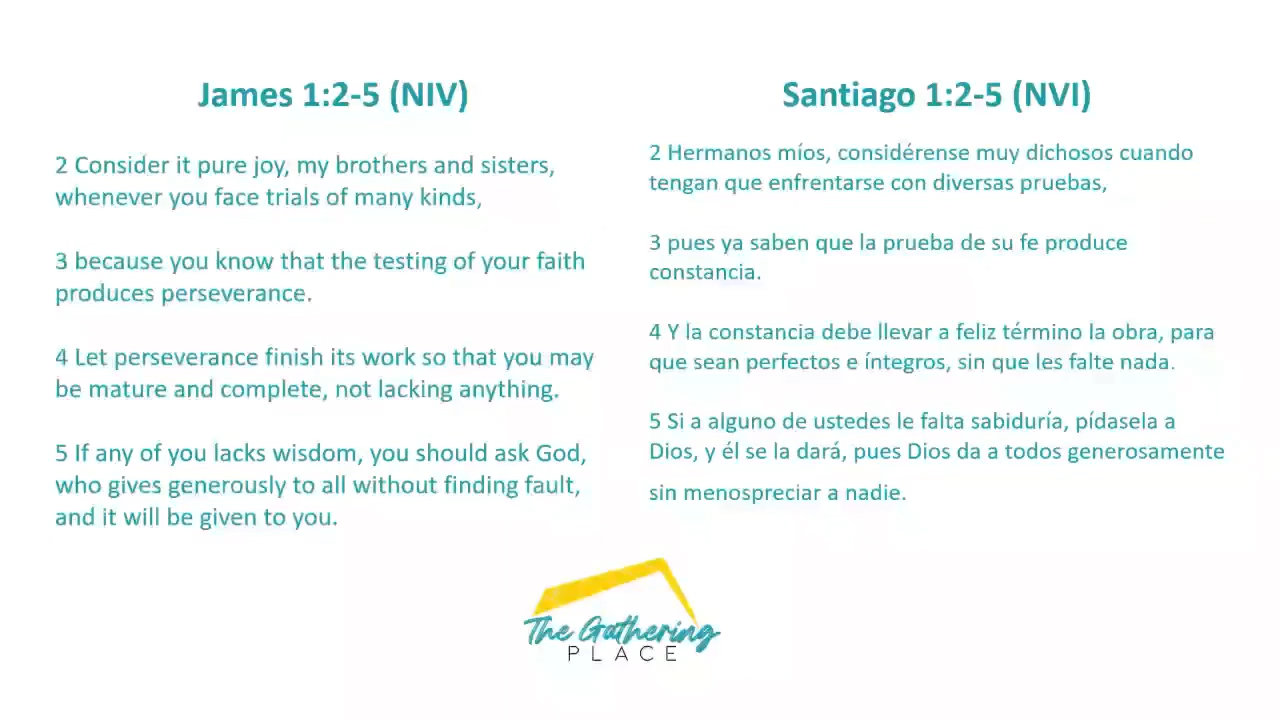 James 1:2-5 (NIV)
2 Consider it pure joy, my brothers and sisters,
whenever you face trials of many kinds,
3 because you know that the testing of your faith
produces perseverance.
4 Let perseverance finish its work so that you may
be mature and complete, not lacking anything.
5 If any of you lacks wisdom, you should ask God,
who gives generously to all without finding fault,
and it will be given to you.
Santiago 1:2-5 (NVI)
2 Hermanos míos, considérense muy dichosos cuando
tengan que enfrentarse con diversas pruebas,
3 pues ya saben que la prueba de su fe produce
constancia.
4 Y la constancia debe llevar a feliz término la obra, para
que sean perfectos e íntegros, sin que les falte nada.
5 Si a alguno de ustedes le falta sabiduría, pídasela a
Dios, y él se la dará, pues Dios da a todos generosamente
sin menospreciar a nadie.
The Gathering
PLACE